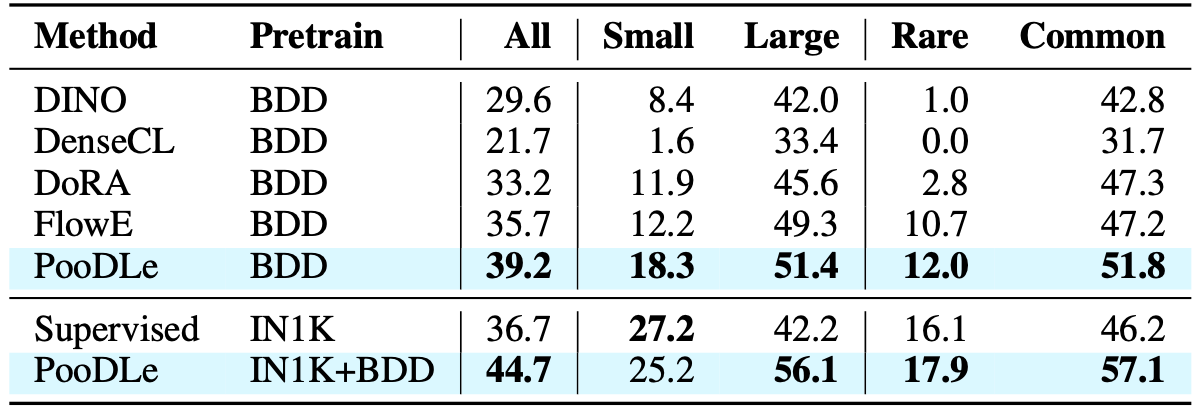 Method Pretrain All Small Large Rare Common
DINO BDD 29.6 8.4 42.0 1.0 42.8
DenseCL BDD 21.7 1.6 33.4 0.0 31.7
DoRA BDD 33.2 11.9 45.6 2.8 47.3
FlowE BDD 35.7 12.2 49.3 10.7 47.2
PooDLe BDD 39.2 18.3 51.4 12.0 51.8
Supervised IN1K 36.7 27.2 42.2 16.1 46.2
PooDLe IN1K+BDD 44.7 25.2 56.1 17.9 57.1